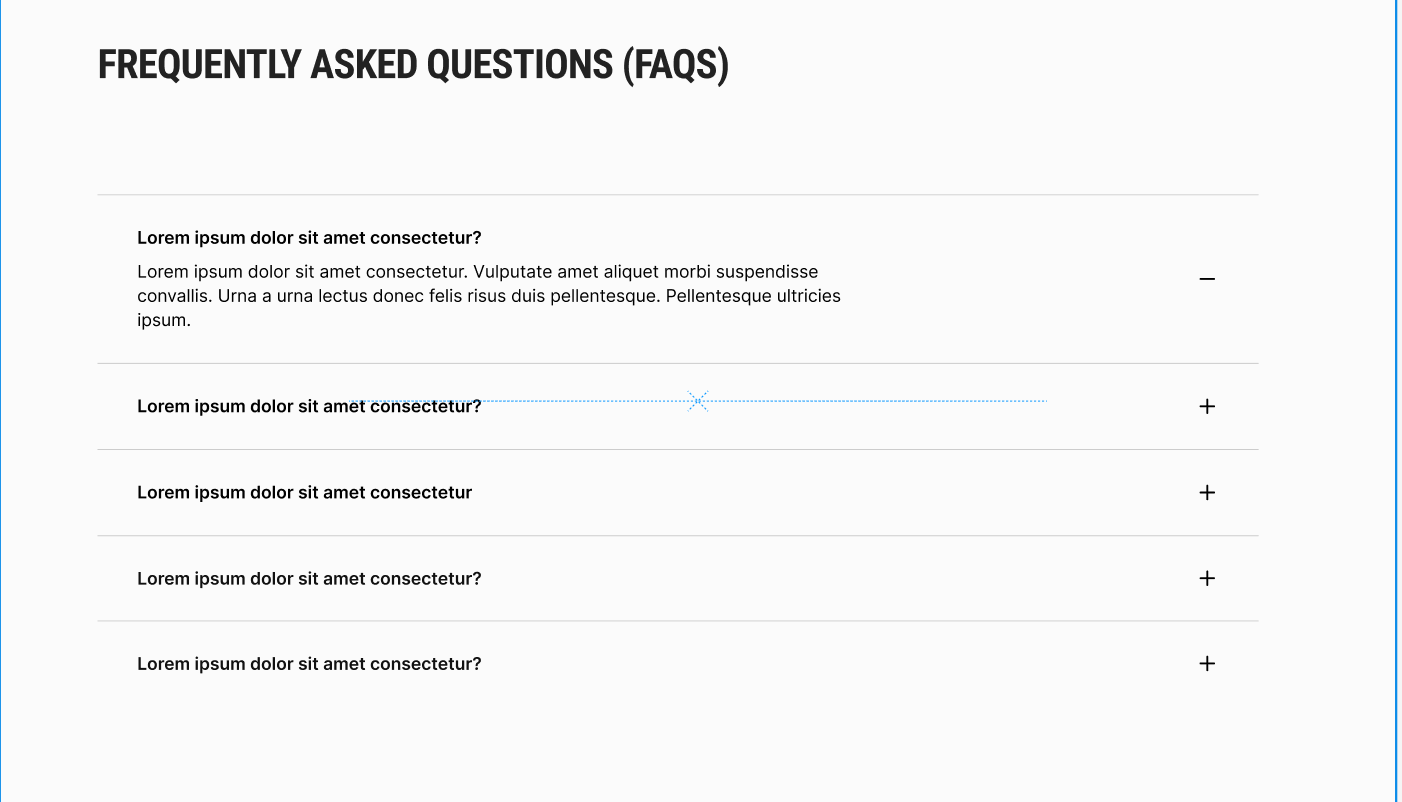 FREQUENTLY ASKED QUESTIONS (FAQS)
Lorem ipsum dolor sit amet consectetur?
Lorem ipsum dolor sit amet consectetur. Vulputate amet aliquet morbi suspendisse
convallis. Urna a urna lectus donec felis risus duis pellentesque. Pellentesque ultricies
ipsum.
Lorem ipsum dolor sit amet consectetur?
Lorem ipsum dolor sit amet consectetur
Lorem ipsum dolor sit amet consectetur?
Lorem ipsum dolor sit amet consectetur?